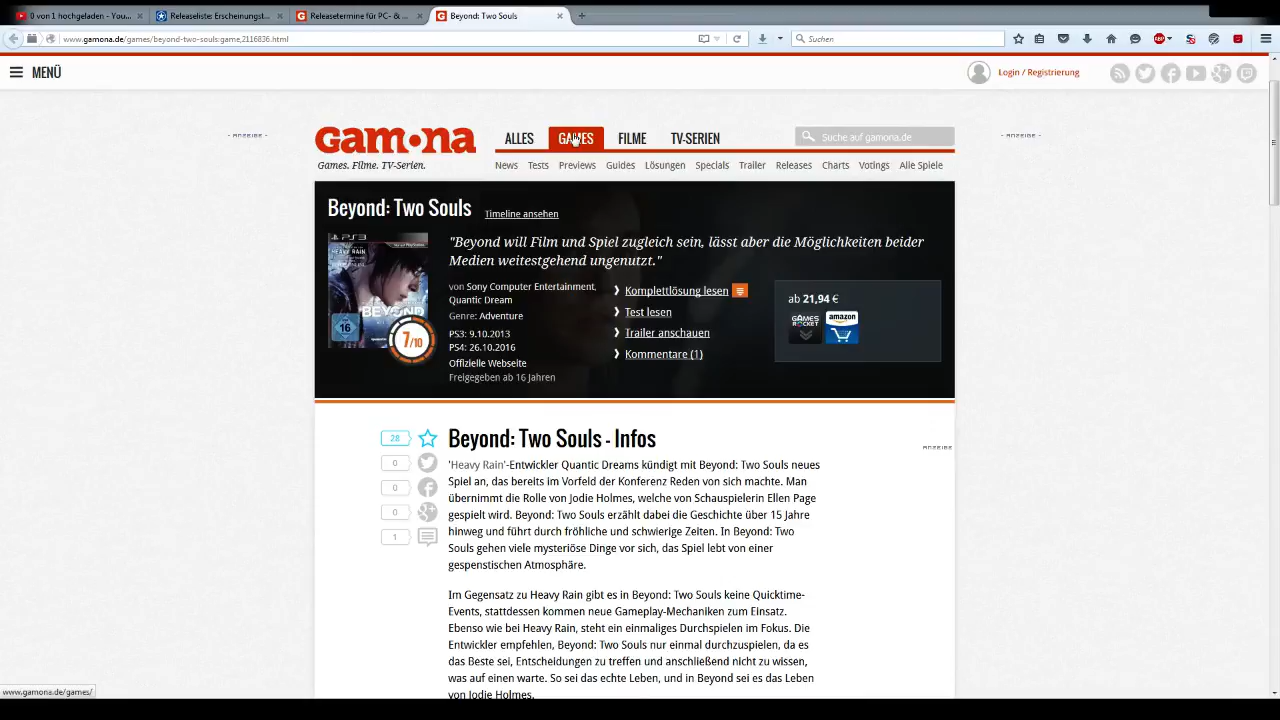 0 von 1 hochgeladen - You...
Releaseliste: Erscheinungst...
Releasetermine für PC- & ...
Beyond: Two Souls
www.gamona.de/games/beyond-two-souls:game,2116836.html
Suchen
MENÜ
Login / Registrierung
- ANZEIGE -
- ANZEIGE -
gamona
Games. Filme. TV-Serien.
ALLES GAMES FILME TV-SERIEN
Suche auf gamona.de
News Tests Previews Guides Lösungen Specials Trailer Releases Charts Votings Alle Spiele
Beyond: Two Souls
Timeline ansehen
"Beyond will Film und Spiel zugleich sein, lässt aber die Möglichkeiten beider
Medien weitestgehend ungenutzt."
PS3
HEAVY RAIN
BEYOND
16
7/10
von Sony Computer Entertainment,
Quantic Dream
Genre: Adventure
PS3: 9.10.2013
PS4: 26.10.2016
Offizielle Webseite
Freigegeben ab 16 Jahren
Komplettlösung lesen
Test lesen
Trailer anschauen
Kommentare (1)
ab 21,94 €
GAMES ROCKET
amazon
28
0
0
0
1
Beyond: Two Souls - Infos
ANZEIGE
'Heavy Rain'-Entwickler Quantic Dreams kündigt mit Beyond: Two Souls neues
Spiel an, das bereits im Vorfeld der Konferenz Reden von sich machte. Man
übernimmt die Rolle von Jodie Holmes, welche von Schauspielerin Ellen Page
gespielt wird. Beyond: Two Souls erzählt dabei die Geschichte über 15 Jahre
hinweg und führt durch fröhliche und schwierige Zeiten. In Beyond: Two
Souls gehen viele mysteriöse Dinge vor sich, das Spiel lebt von einer
gespenstischen Atmosphäre.
Im Gegensatz zu Heavy Rain gibt es in Beyond: Two Souls keine Quicktime-
Events, stattdessen kommen neue Gameplay-Mechaniken zum Einsatz.
Ebenso wie bei Heavy Rain, steht ein einmaliges Durchspielen im Fokus. Die
Entwickler empfehlen, Beyond: Two Souls nur einmal durchzuspielen, da es
das Beste sei, Entscheidungen zu treffen und anschließend nicht zu wissen,
was auf einen warte. So sei das echte Leben, und in Beyond sei es das Leben
von Jodie Holmes.
www.gamona.de/games/